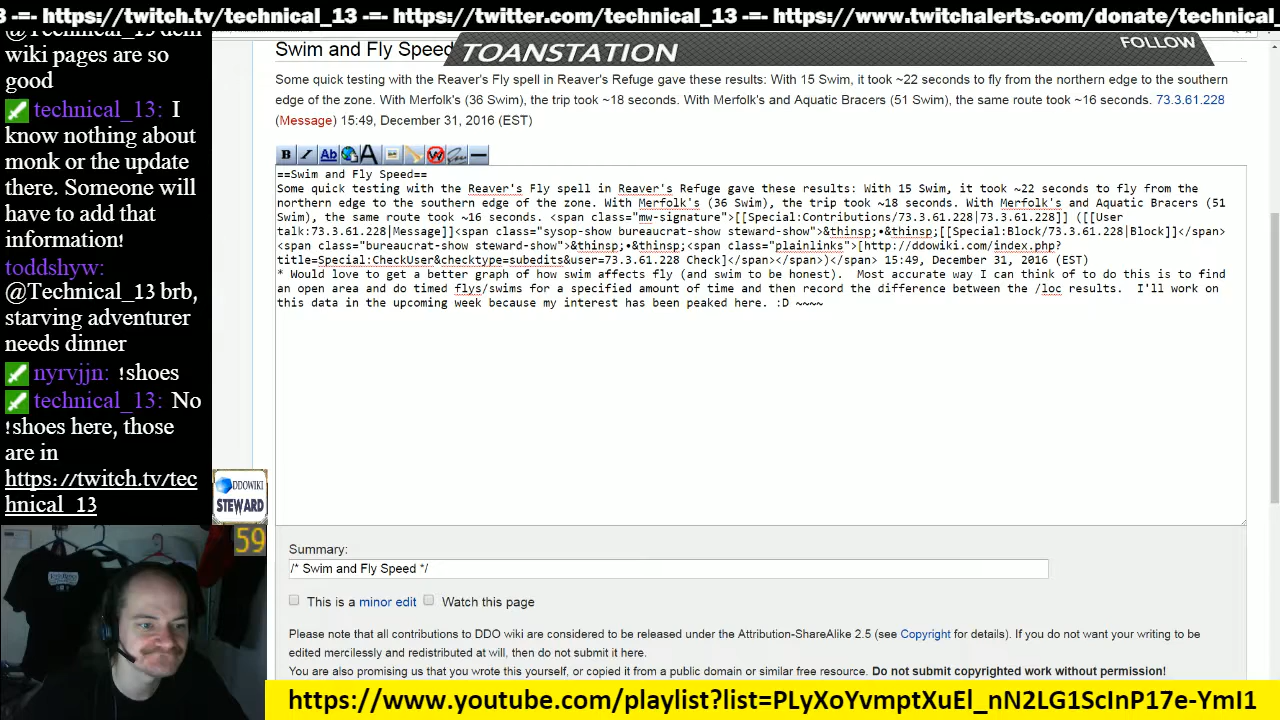 3 -=- https://twitch.tv/technical_13 -=- https://twitter.com/technical_13 -=- https://www.twitchalerts.com/donate/technical_
@Technical_13 dem
wiki pages are so
good
technical_13: I
know nothing about
monk or the update
there. Someone will
have to add that
information!
toddshyw:
@Technical_13 brb,
starving adventurer
needs dinner
nyrvjjn: !shoes
technical_13: No
!shoes here, those
are in
https://twitch.tv/tec
hnical_13
DDOWIKI
STEWARD
59
Swim and Fly Speed
TOANSTATION
FOLLOW
Some quick testing with the Reaver's Fly spell in Reaver's Refuge gave these results: With 15 Swim, it took ~22 seconds to fly from the northern edge to the southern
edge of the zone. With Merfolk's (36 Swim), the trip took ~18 seconds. With Merfolk's and Aquatic Bracers (51 Swim), the same route took ~16 seconds. 73.3.61.228
(Message) 15:49, December 31, 2016 (EST)
B I Ab A W
==Swim and Fly Speed==
Some quick testing with the Reaver's Fly spell in Reaver's Refuge gave these results: With 15 Swim, it took ~22 seconds to fly from the
northern edge to the southern edge of the zone. With Merfolk's (36 Swim), the trip took ~18 seconds. With Merfolk's and Aquatic Bracers (51
Swim), the same route took ~16 seconds. <span class="mw-signature">[[Special:Contributions/73.3.61.228|73.3.61.228]] ([[User
talk:73.3.61.228|Message]]<span class="sysop-show bureaucrat-show steward-show">&thinsp;•&thinsp;[[Special:Block/73.3.61.228|Block]]</span>
<span class="bureaucrat-show steward-show">&thinsp;•&thinsp;<span class="plainlinks">[http://ddowiki.com/index.php?
title=Special:CheckUser&checktype=subedits&user=73.3.61.228 Check]</span></span>)</span> 15:49, December 31, 2016 (EST)
* Would love to get a better graph of how swim affects fly (and swim to be honest).  Most accurate way I can think of to do this is to find
an open area and do timed flys/swims for a specified amount of time and then record the difference between the /loc results.  I'll work on
this data in the upcoming week because my interest has been peaked here. :D ~~~~
Summary:
/* Swim and Fly Speed */
This is a minor edit Watch this page
Please note that all contributions to DDO wiki are considered to be released under the Attribution-ShareAlike 2.5 (see Copyright for details). If you do not want your writing to be
edited mercilessly and redistributed at will, then do not submit it here.
You are also promising us that you wrote this yourself, or copied it from a public domain or similar free resource. Do not submit copyrighted work without permission!
https://www.youtube.com/playlist?list=PLyXoYvmptXuEl_nN2LG1ScInP17e-YmI1